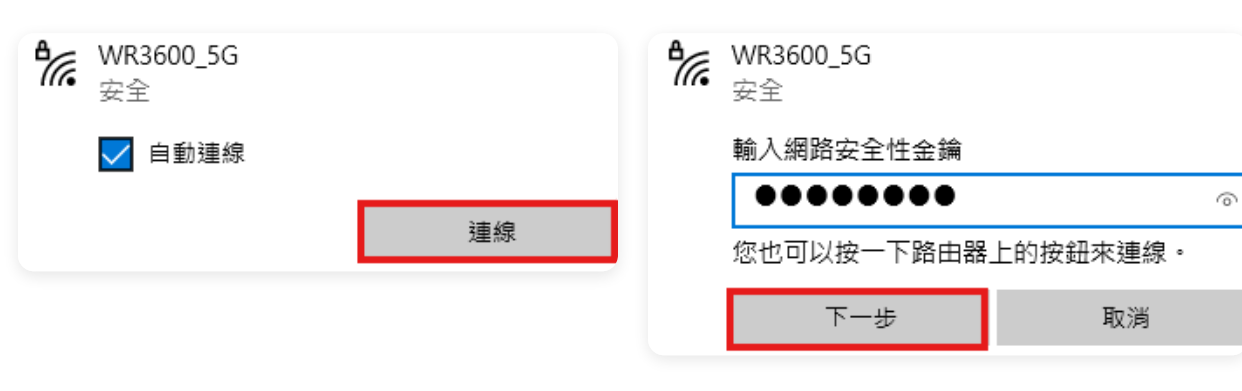 WR3600_5G
安全
自動連線
連線
WR3600_5G
安全
輸入網路安全性金鑰
●●●●●●●●
您也可以按一下路由器上的按鈕來連線。
下一步
取消